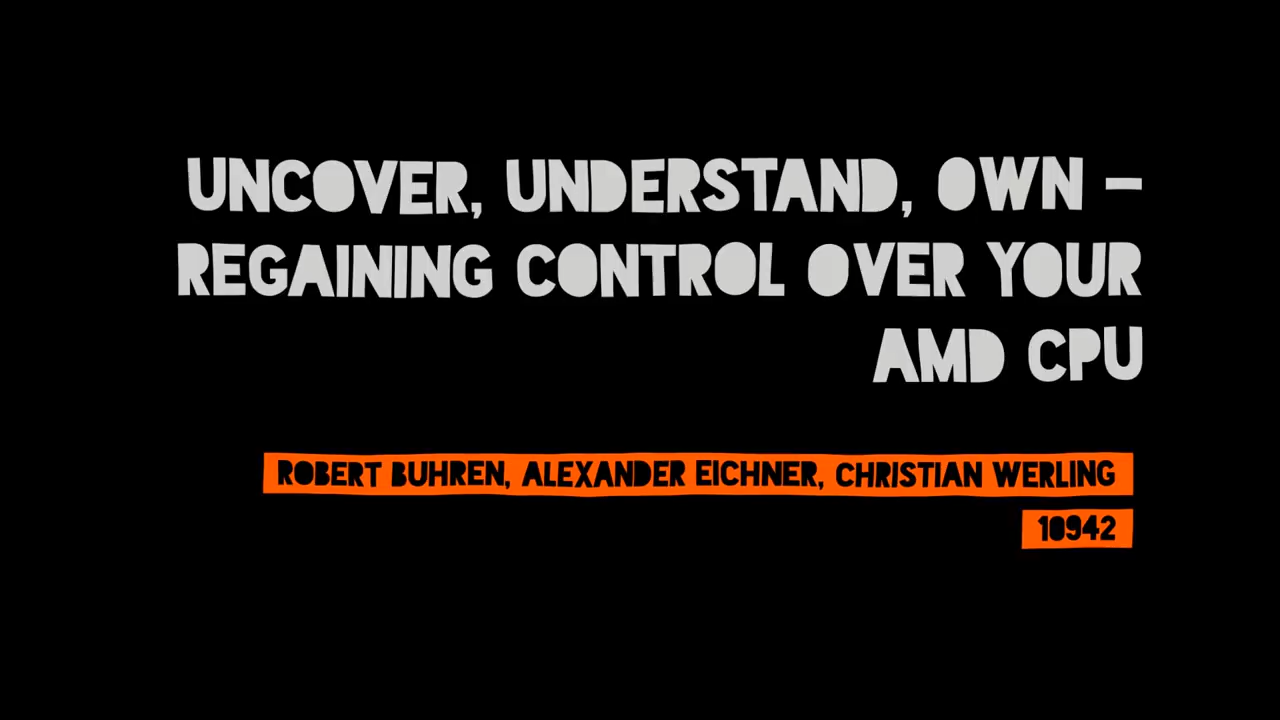 UNCOVER, UNDERSTAND, OWN –
REGAINING CONTROL OVER YOUR
AMD CPU
ROBERT BUHREN, ALEXANDER EICHNER, CHRISTIAN WERLING
10942